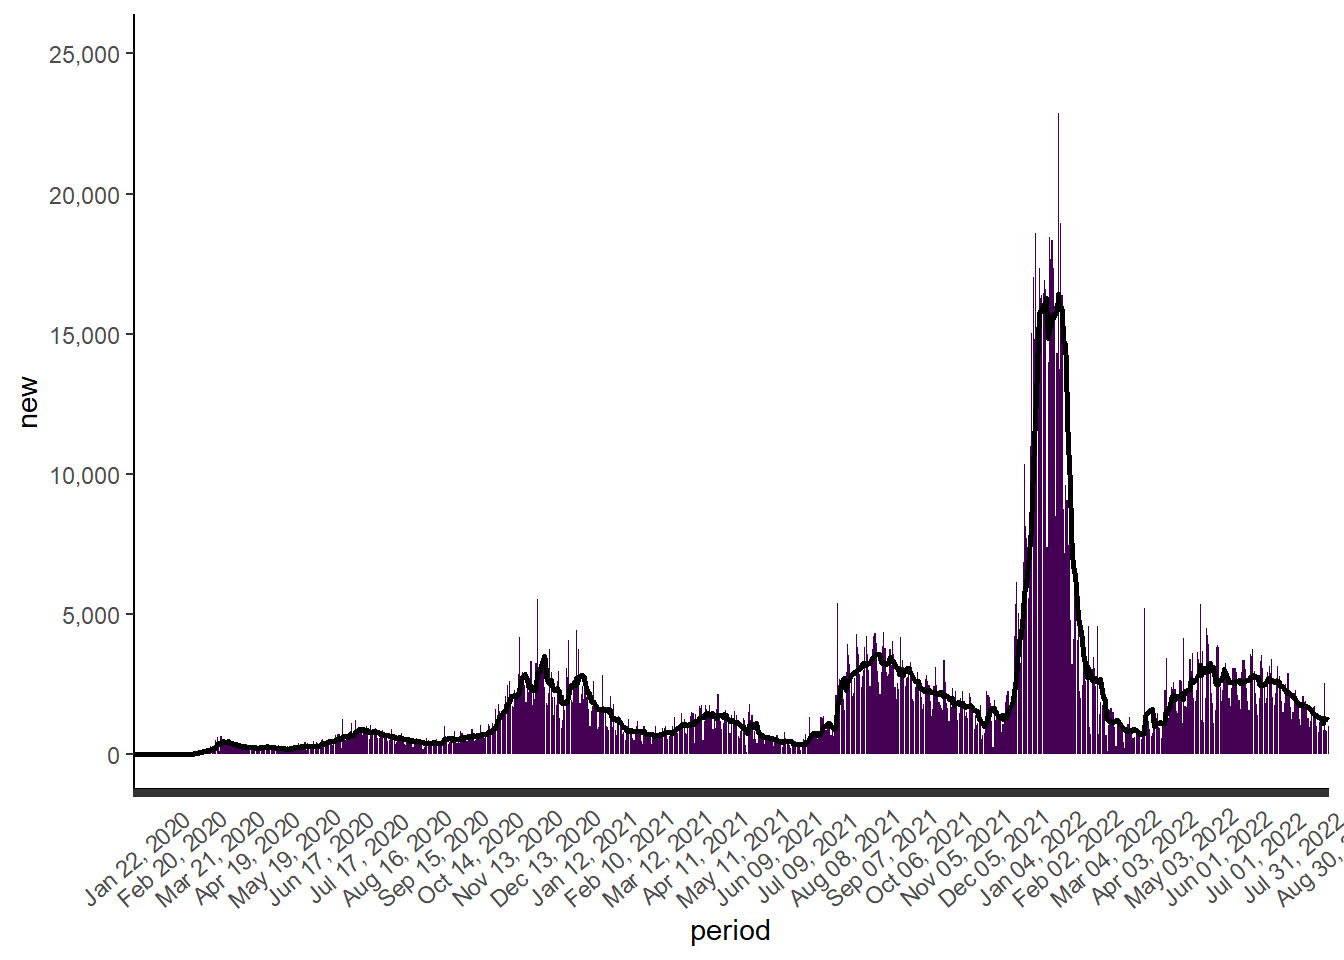 25,000
20,000
15,000
10,000
5,000
0
new
Jan 22, 2020
Feb 20, 2020
Mar 21, 2020
Apr 19, 2020
May 19, 2020
Jun 17, 2020
Jul 17, 2020
Aug 16, 2020
Sep 15, 2020
Oct 14, 2020
Nov 13, 2020
Dec 13, 2020
Jan 12, 2021
Feb 10, 2021
Mar 12, 2021
Apr 11, 2021
May 11, 2021
Jun 09, 2021
Jul 09, 2021
Aug 08, 2021
Sep 07, 2021
Oct 06, 2021
Nov 05, 2021
Dec 05, 2021
Jan 04, 2022
Feb 02, 2022
Mar 04, 2022
Apr 03, 2022
May 03, 2022
Jun 01, 2022
Jul 01, 2022
Jul 31, 2022
Aug 30,
period